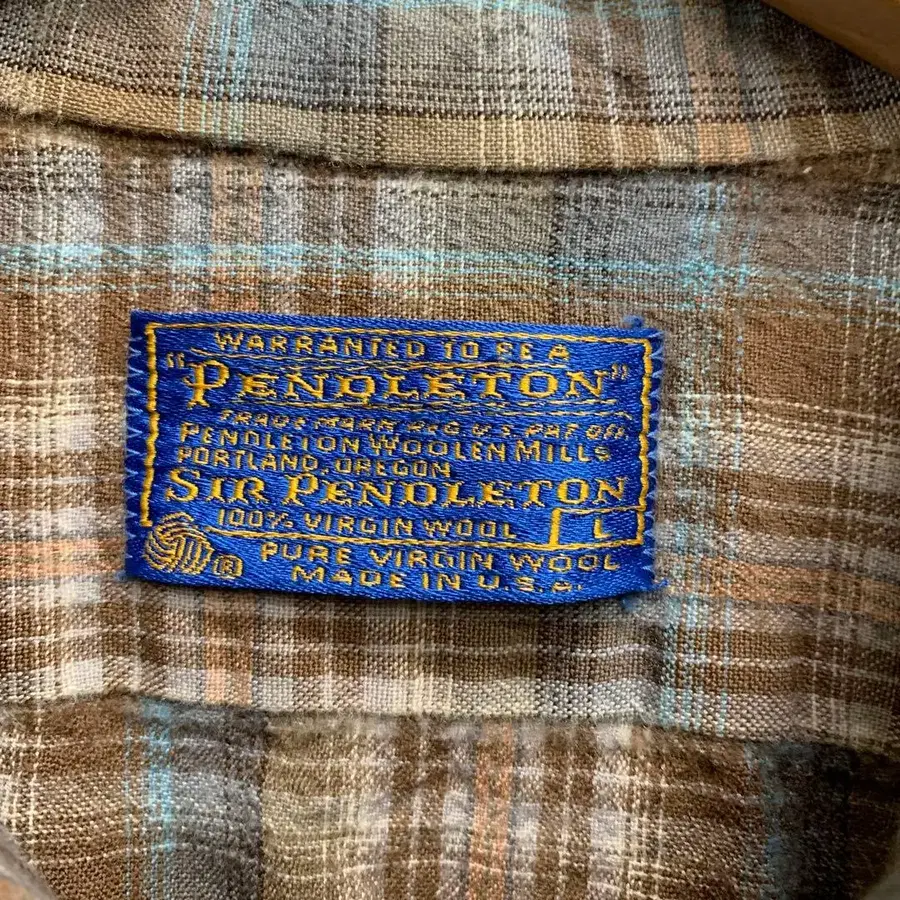 WARRANTED TO BE A
"PENDLETON"
TRADE MARK REG U.S. PAT. OFF.
PENDLETON WOOLEN MILLS
PORTLAND, OREGON
SIR PENDLETON
100% VIRGIN WOOL L
® PURE VIRGIN WOOL
MADE IN U.S.A.